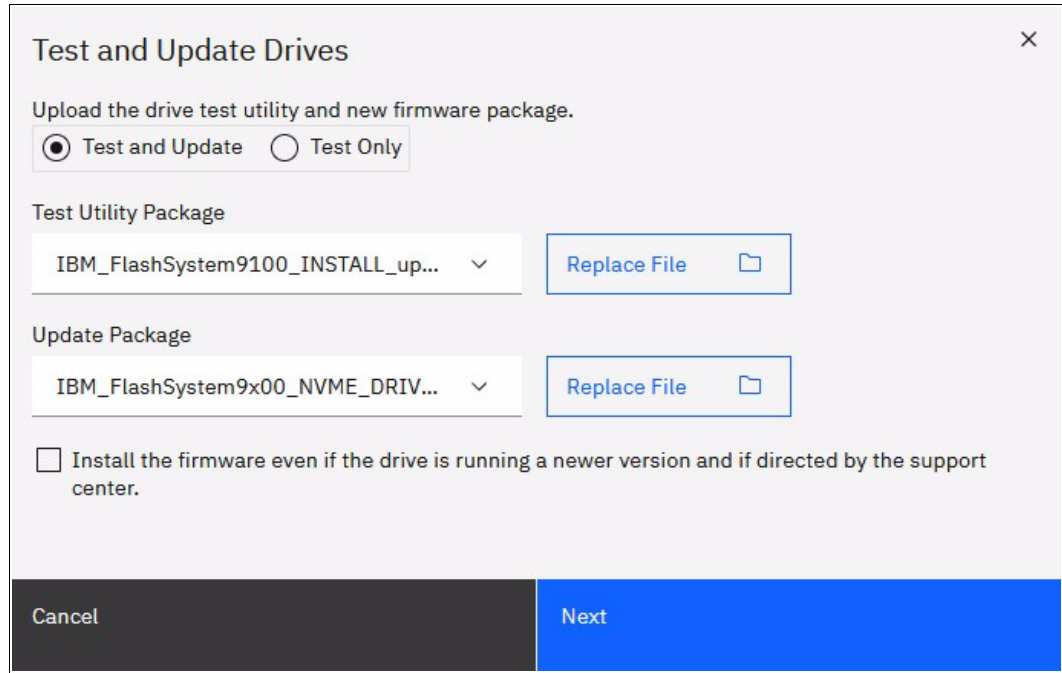 Test and Update Drives
Upload the drive test utility and new firmware package.
Test and Update Test Only
Test Utility Package
IBM_FlashSystem9100_INSTALL_up... Replace File
Update Package
IBM_FlashSystem9x00_NVME_DRIV... Replace File
Install the firmware even if the drive is running a newer version and if directed by the support
center.
Cancel Next